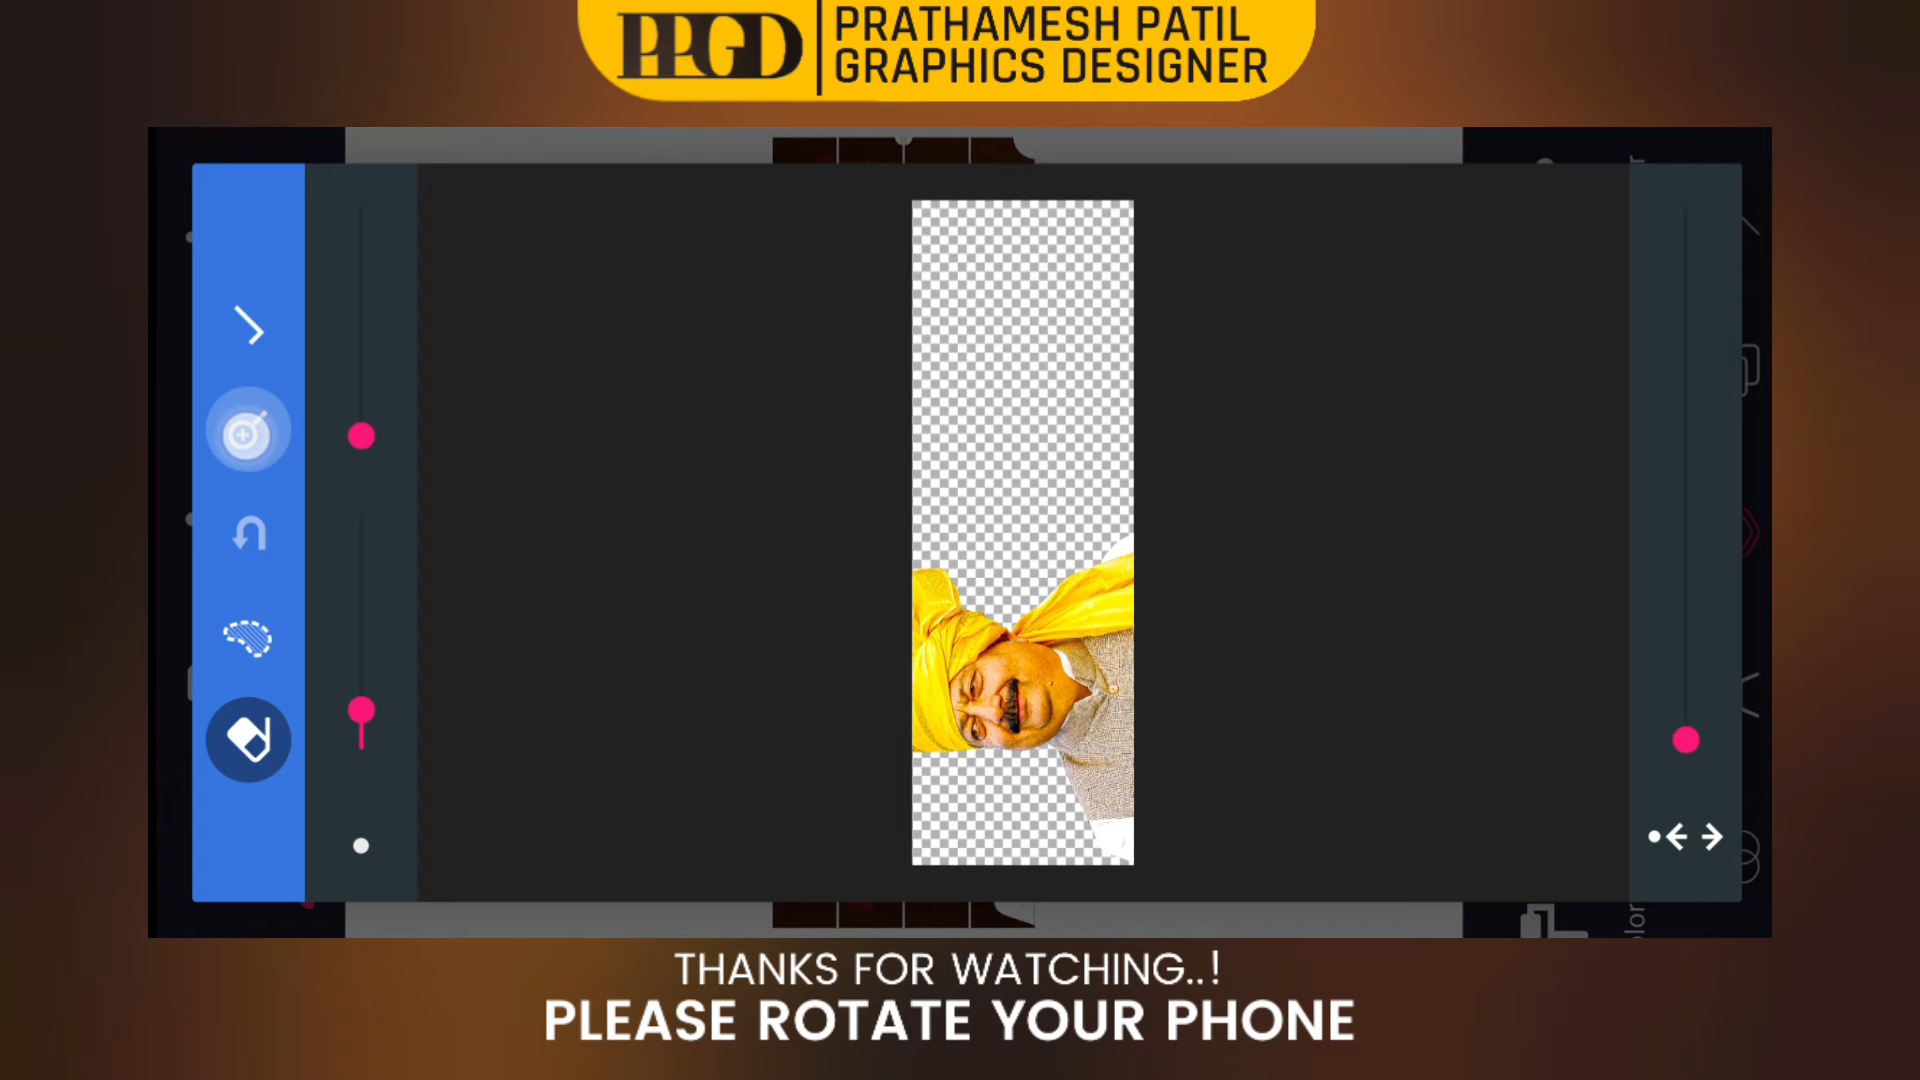 PPGD
PRATHAMESH PATIL
GRAPHICS DESIGNER
THANKS FOR WATCHING..!
PLEASE ROTATE YOUR PHONE